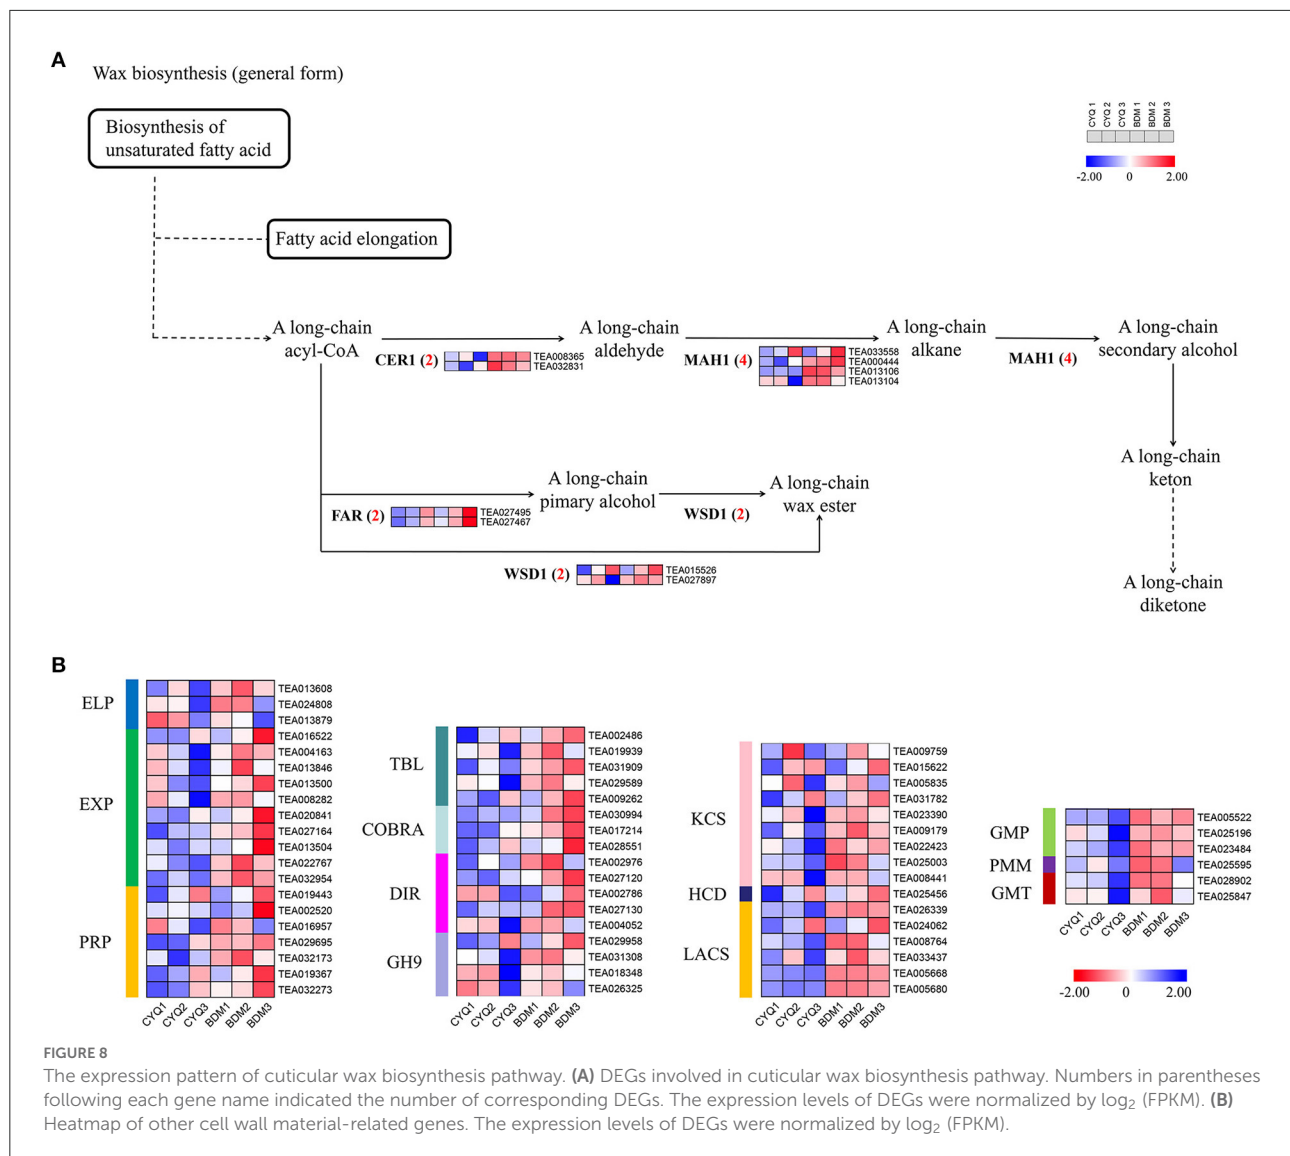 A
Wax biosynthesis (general form)
Biosynthesis of
unsaturated fatty acid
Fatty acid elongation
CYQ 1
CYQ 2
CYQ 3
BDM 1
BDM 2
BDM 3
-2.00 0 2.00
A long-chain
acyl-CoA
CER1 (2)
TEA008365
TEA032831
A long-chain
aldehyde
MAH1 (4)
TEA033558
TEA000444
TEA013106
TEA013104
A long-chain
alkane
MAH1 (4)
A long-chain
secondary alcohol
A long-chain
keton
A long-chain
diketone
FAR (2)
TEA027495
TEA027467
A long-chain
pimary alcohol
WSD1 (2)
A long-chain
wax ester
WSD1 (2)
TEA015526
TEA027897
B
ELP
EXP
PRP
TEA013608
TEA024808
TEA013879
TEA016522
TEA004163
TEA013846
TEA013500
TEA008282
TEA020841
TEA027164
TEA013504
TEA022767
TEA032954
TEA019443
TEA002520
TEA016957
TEA029695
TEA032173
TEA019367
TEA032273
CYQ1 CYQ2 CYQ3 BDM1 BDM2 BDM3
TBL
COBRA
DIR
GH9
TEA002486
TEA019939
TEA031909
TEA029589
TEA009262
TEA030994
TEA017214
TEA028551
TEA002976
TEA027120
TEA002786
TEA027130
TEA004052
TEA029958
TEA031308
TEA018348
TEA026325
CYQ1 CYQ2 CYQ3 BDM1 BDM2 BDM3
KCS
HCD
LACS
TEA009759
TEA015622
TEA005835
TEA031782
TEA023390
TEA009179
TEA022423
TEA025003
TEA008441
TEA025456
TEA026339
TEA024062
TEA008764
TEA033437
TEA005668
TEA005680
CYQ1 CYQ2 CYQ3 BDM1 BDM2 BDM3
GMP
PMM
GMT
TEA005522
TEA025196
TEA023484
TEA025595
TEA028902
TEA025847
CYQ1 CYQ2 CYQ3 BDM1 BDM2 BDM3
-2.00 0 2.00
FIGURE 8
The expression pattern of cuticular wax biosynthesis pathway. (A) DEGs involved in cuticular wax biosynthesis pathway. Numbers in parentheses
following each gene name indicated the number of corresponding DEGs. The expression levels of DEGs were normalized by log₂ (FPKM). (B)
Heatmap of other cell wall material-related genes. The expression levels of DEGs were normalized by log₂ (FPKM).